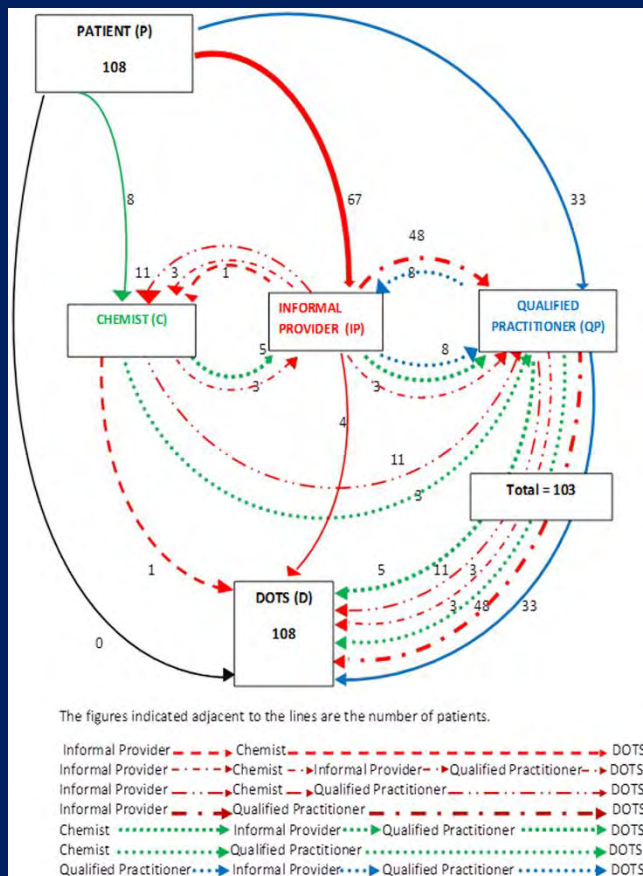 PATIENT (P)
108
8
67
33
48
11 3 1
8
CHEMIST (C)
INFORMAL
PROVIDER (IP)
QUALIFIED
PRACTITIONER (QP)
5
8
3
3
4
11
3
Total = 103
1
5
11
3
DOTS (D)
3
48
33
108
0
The figures indicated adjacent to the lines are the number of patients.
Informal Provider Chemist DOTS
Informal Provider Chemist Informal Provider Qualified Practitioner DOTS
Informal Provider Chemist Qualified Practitioner DOTS
Informal Provider Qualified Practitioner DOTS
Chemist Informal Provider Qualified Practitioner DOTS
Chemist Qualified Practitioner DOTS
Qualified Practitioner Informal Provider Qualified Practitioner DOTS